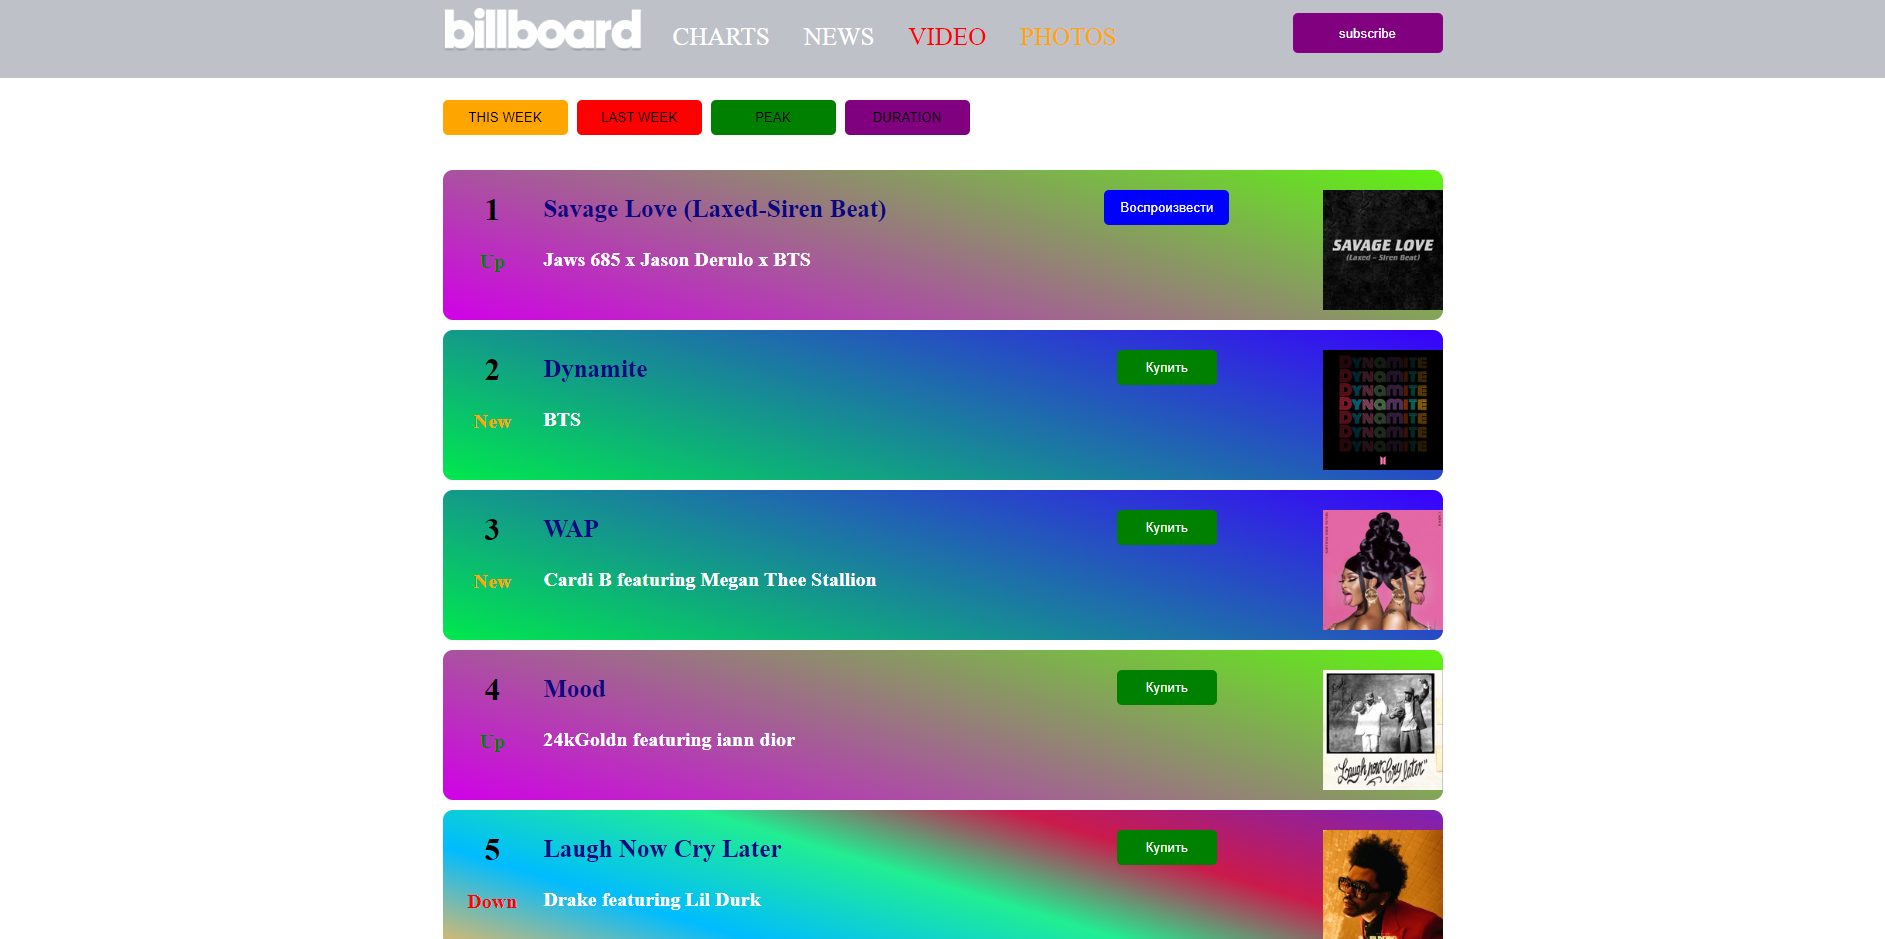 billboard CHARTS NEWS VIDEO PHOTOS subscribe
THIS WEEK LAST WEEK PEAK DURATION
1 Savage Love (Laxed-Siren Beat) Воспроизвести
Up Jaws 685 x Jason Derulo x BTS
SAVAGE LOVE
(Laxed – Siren Beat)
2 Dynamite Купить
New BTS
DYNAMITE
DYNAMITE
DYNAMITE
DYNAMITE
DYNAMITE
DYNAMITE
DYNAMITE
3 WAP Купить
New Cardi B featuring Megan Thee Stallion
4 Mood Купить
Up 24kGoldn featuring iann dior
"Laugh now Cry later"
5 Laugh Now Cry Later Купить
Down Drake featuring Lil Durk